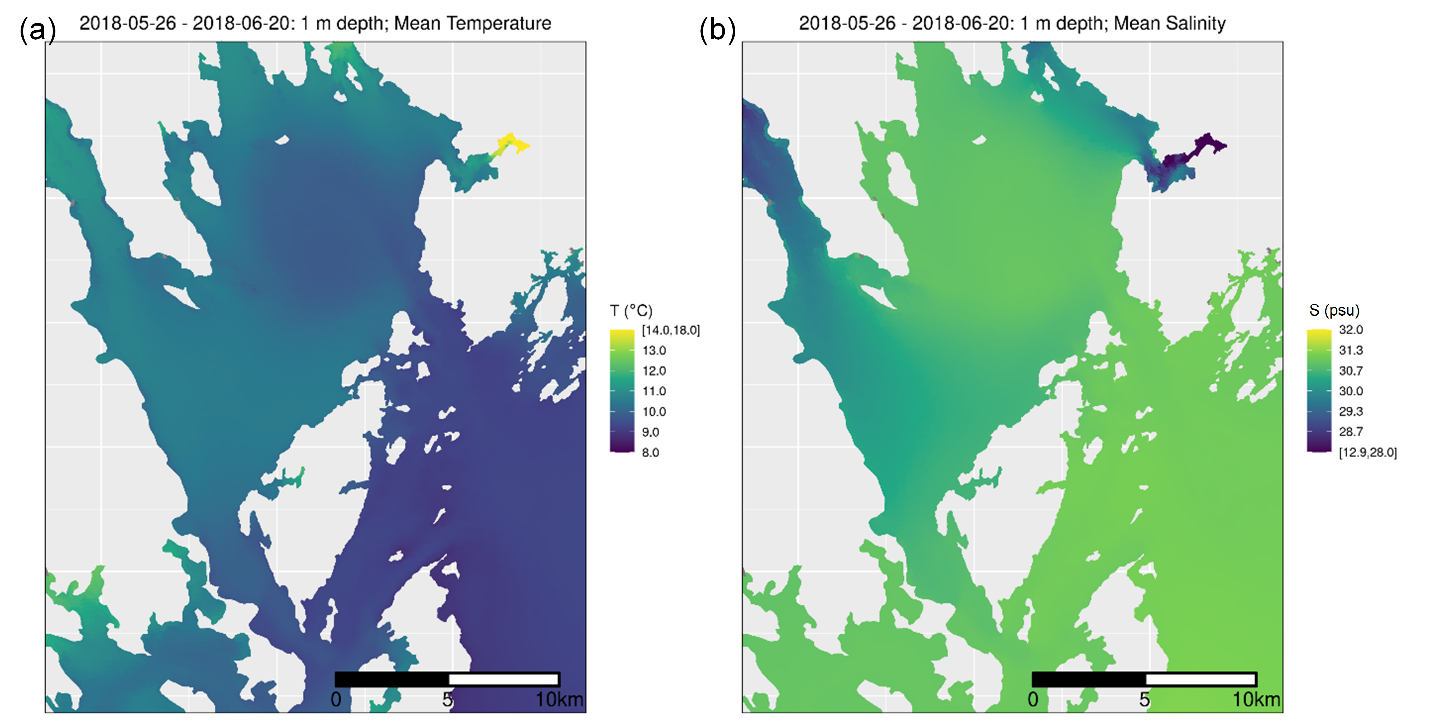 (a) 2018-05-26 - 2018-06-20: 1 m depth; Mean Temperature
T (°C)
[14.0,18.0]
13.0
12.0
11.0
10.0
9.0
8.0
0 5 10km
(b) 2018-05-26 - 2018-06-20: 1 m depth; Mean Salinity
S (psu)
32.0
31.3
30.7
30.0
29.3
28.7
[12.9,28.0]
0 5 10km